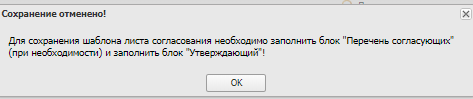 Сохранение отменено!
Для сохранения шаблона листа согласования необходимо заполнить блок "Перечень согласующих"
(при необходимости) и заполнить блок "Утверждающий"!
OK